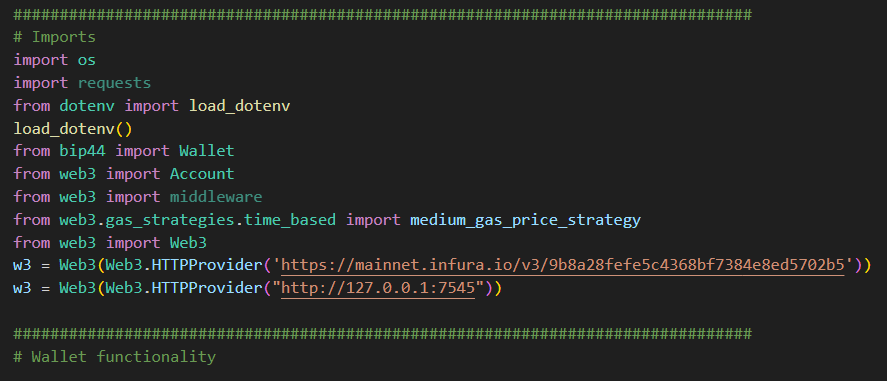 ################################################################################
# Imports
import os
import requests
from dotenv import load_dotenv
load_dotenv()
from bip44 import Wallet
from web3 import Account
from web3 import middleware
from web3.gas_strategies.time_based import medium_gas_price_strategy
from web3 import Web3
w3 = Web3(Web3.HTTPProvider('https://mainnet.infura.io/v3/9b8a28fefe5c4368bf7384e8ed5702b5'))
w3 = Web3(Web3.HTTPProvider("http://127.0.0.1:7545"))
################################################################################
# Wallet functionality